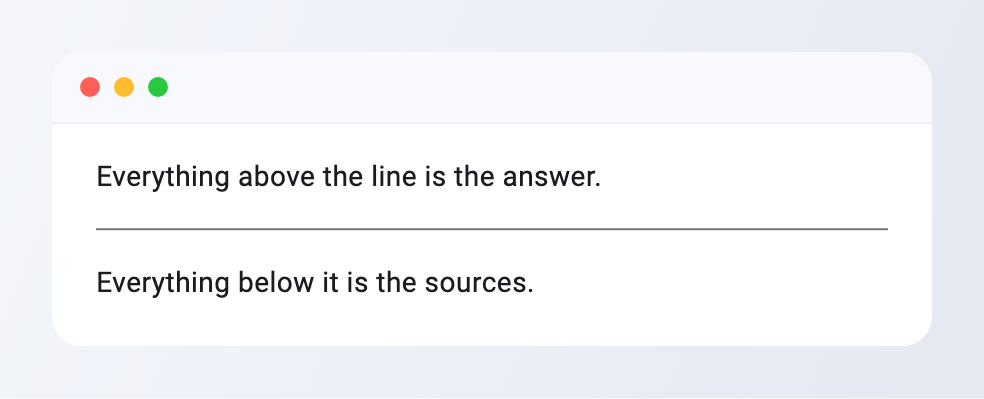 Everything above the line is the answer.
Everything below it is the sources.